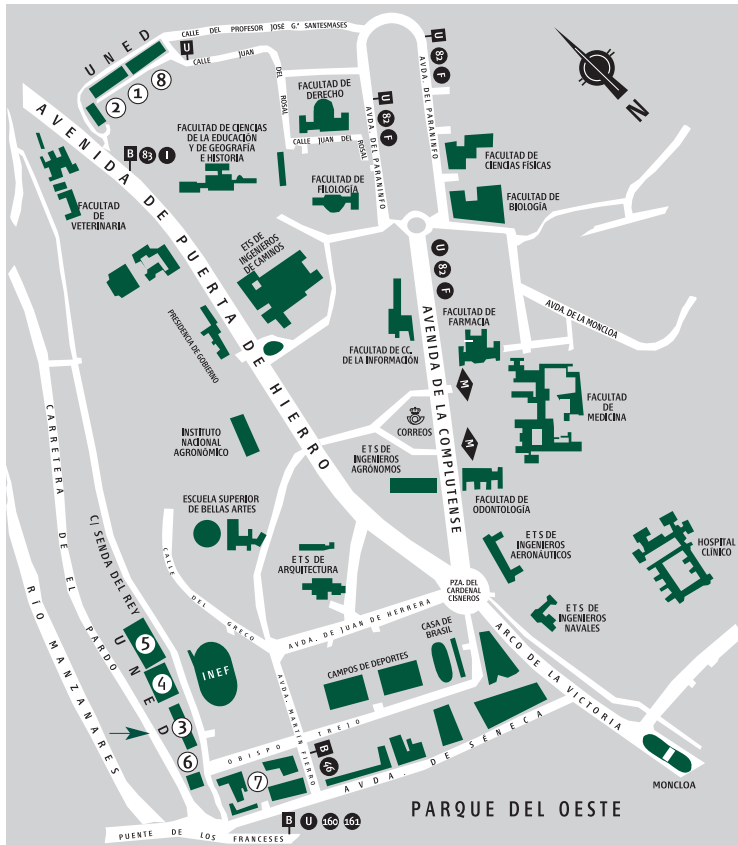 CALLE DEL PROFESOR JOSÉ G.ª SANTESMASES
UNED
U
CALLE JUAN DEL ROSAL
U
82
F
8
1
2
AVDA. DEL PARANINFO
FACULTAD DE
DERECHO
U
82
F
AVDA. DEL PARANINFO
N
AVENIDA DE PUERTA DE HIERRO
B 83 I
FACULTAD DE CIENCIAS
DE LA EDUCACIÓN
Y DE GEOGRAFÍA
E HISTORIA
CALLE JUAN DEL ROSAL
FACULTAD DE
CIENCIAS FÍSICAS
FACULTAD DE
FILOLOGÍA
FACULTAD DE
BIOLOGÍA
FACULTAD
DE
VETERINARIA
ETS DE
INGENIEROS
DE CAMINOS
U
82
F
AVENIDA DE LA COMPLUTENSE
AVDA. DE LA MONCLOA
PRESIDENCIA DE GOBIERNO
FACULTAD DE
FARMACIA
FACULTAD DE CC.
DE LA INFORMACIÓN
M
FACULTAD
DE
MEDICINA
CORREOS
M
INSTITUTO
NACIONAL
AGRONÓMICO
E T S DE
INGENIEROS
AGRÓNOMOS
FACULTAD DE
ODONTOLOGÍA
CARRETERA DE EL PARDO
ESCUELA SUPERIOR
DE BELLAS ARTES
C/ SENDA DEL REY
E T S DE
INGENIEROS
AERONÁUTICOS
HOSPITAL
CLÍNICO
E T S DE
ARQUITECTURA
CALLE DEL GRECO
PZA. DEL
CARDENAL
CISNEROS
RÍO MANZANARES
E T S DE
INGENIEROS
NAVALES
AVDA. DE JUAN DE HERRERA
CASA DE
BRASIL
UNED
5
4
3
6
INEF
CAMPOS DE DEPORTES
ARCO DE LA VICTORIA
AVDA. MARTIN FIERRO
OBISPO TREJO
B
46
7
AVDA. DE SÉNECA
MONCLOA
PARQUE DEL OESTE
B U 160 161
PUENTE DE LOS FRANCESES